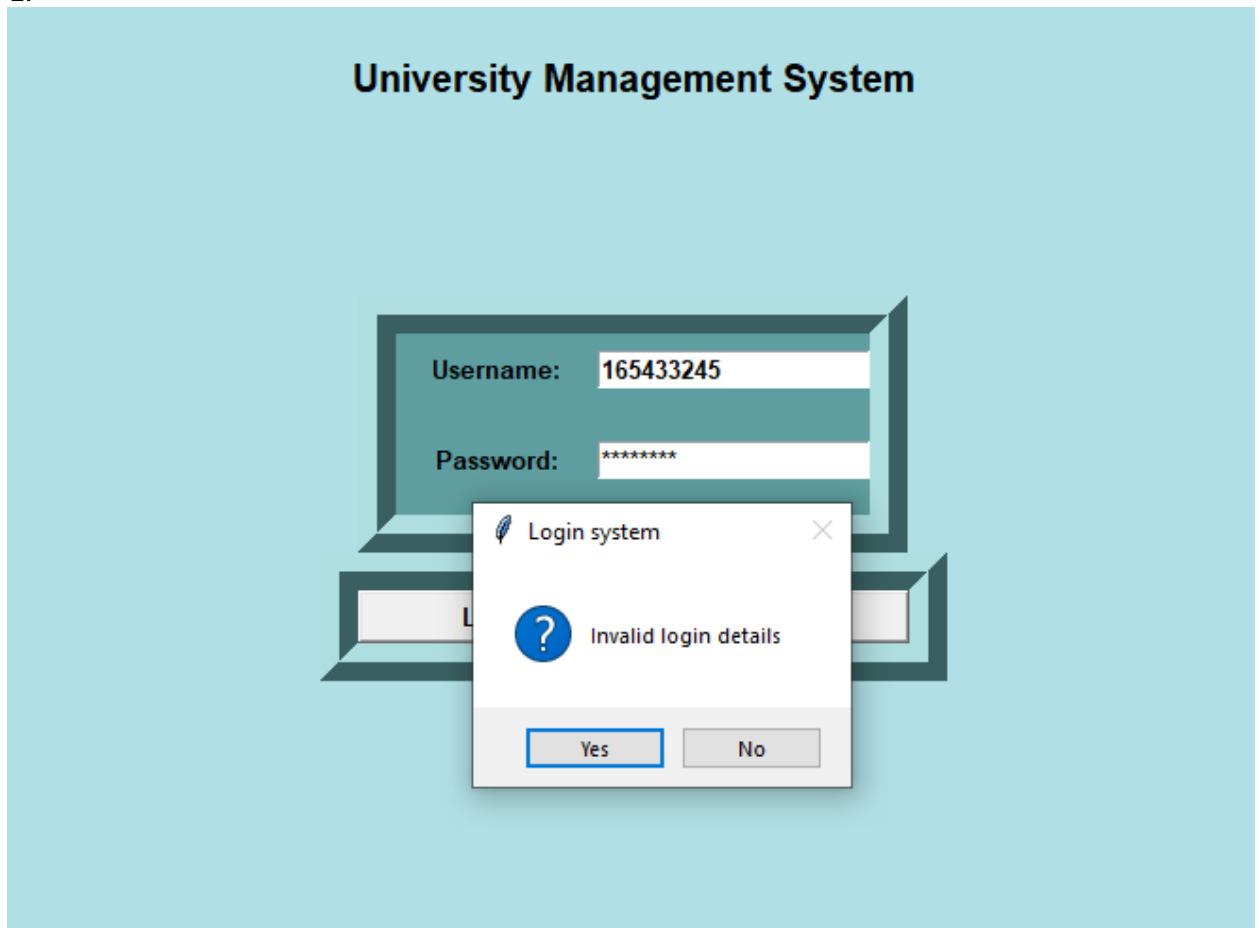 University Management System
Username: 165433245
Password: ********
Login system
Invalid login details
Yes No